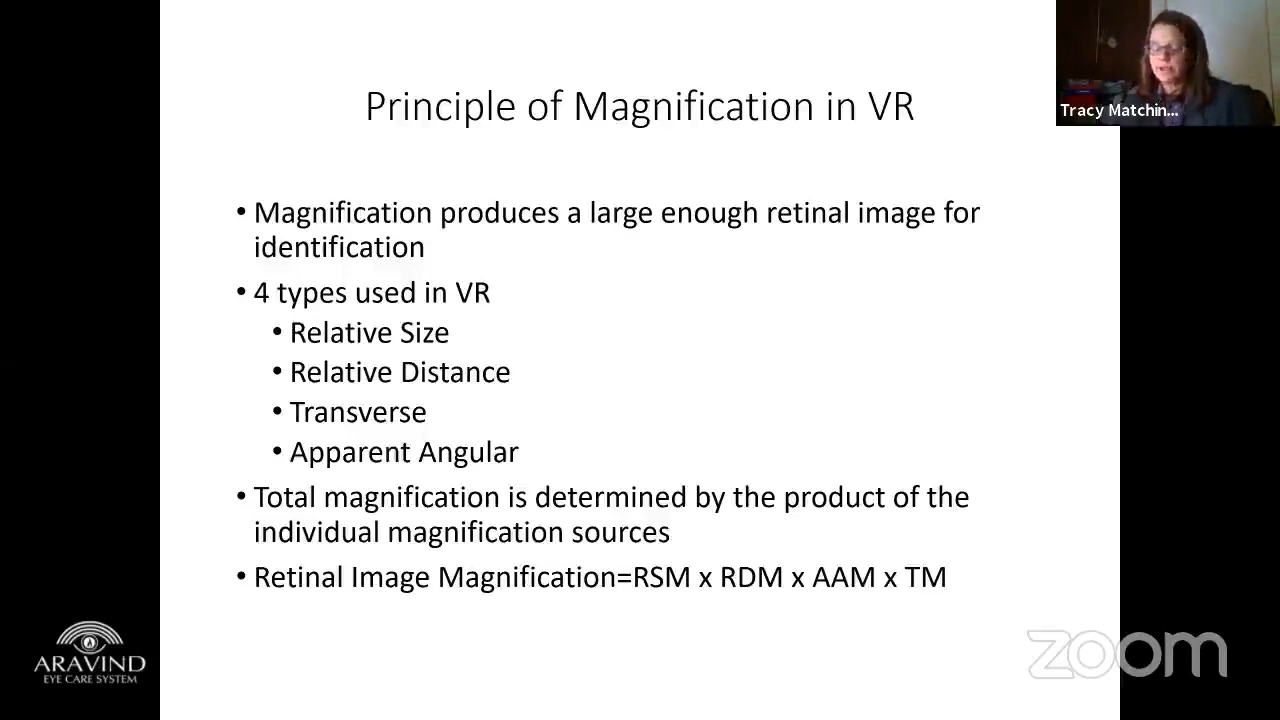 Principle of Magnification in VR
Tracy Matchin...
• Magnification produces a large enough retinal image for
identification
• 4 types used in VR
• Relative Size
• Relative Distance
• Transverse
• Apparent Angular
• Total magnification is determined by the product of the
individual magnification sources
• Retinal Image Magnification=RSM x RDM x AAM x TM
ARAVIND
EYE CARE SYSTEM
zoom